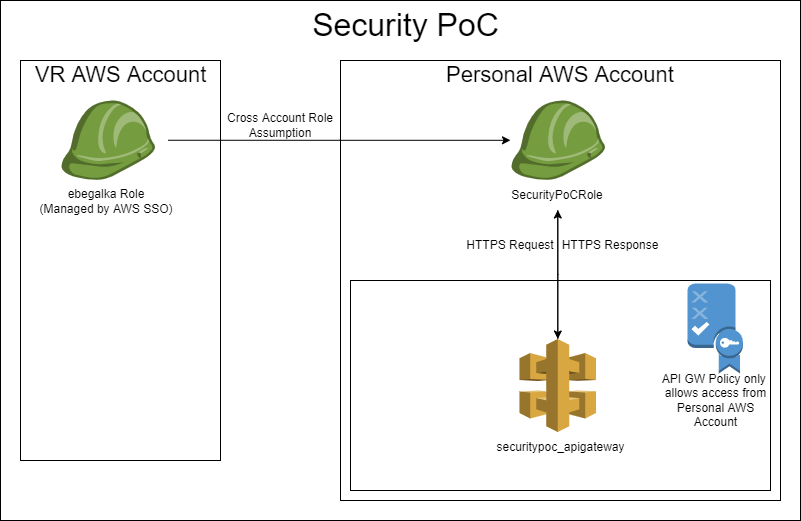 Security PoC
VR AWS Account
Personal AWS Account
Cross Account Role
Assumption
ebegalka Role
(Managed by AWS SSO)
SecurityPoCRole
HTTPS Request
HTTPS Response
API GW Policy only
allows access from
Personal AWS
Account
securitypoc_apigateway